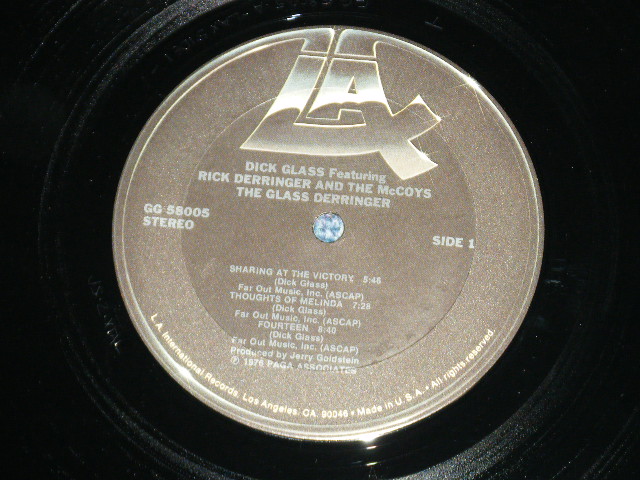 LAX
DICK GLASS Featuring
RICK DERRINGER AND THE McCOYS
THE GLASS DERRINGER
GG 58005
STEREO
SIDE 1
SHARING AT THE VICTORY 5:46
(Dick Glass)
Far Out Music, Inc. (ASCAP)
THOUGHTS OF MELINDA 7:28
(Dick Glass)
Far Out Music, Inc. (ASCAP)
FOURTEEN 8:40
(Dick Glass)
Far Out Music, Inc. (ASCAP)
Produced by Jerry Goldstein
℗ 1976 PAGA ASSOCIATES
L.A. International Records, Los Angeles, CA. 90046 • Made in U.S.A. • All rights reserved.